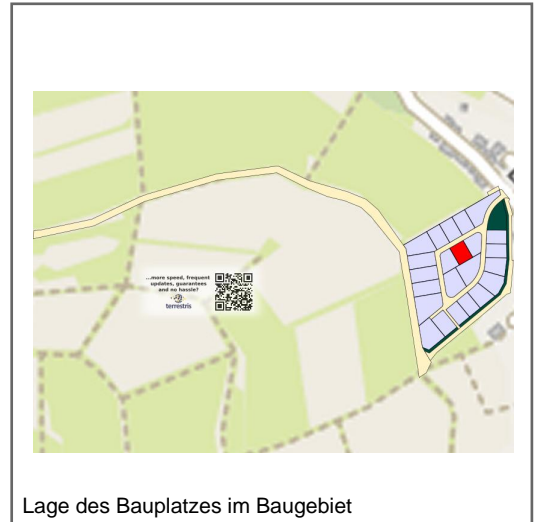 ...more speed, frequent
updates, guarantees
and no hassle?
terrestris
Lage des Bauplatzes im Baugebiet